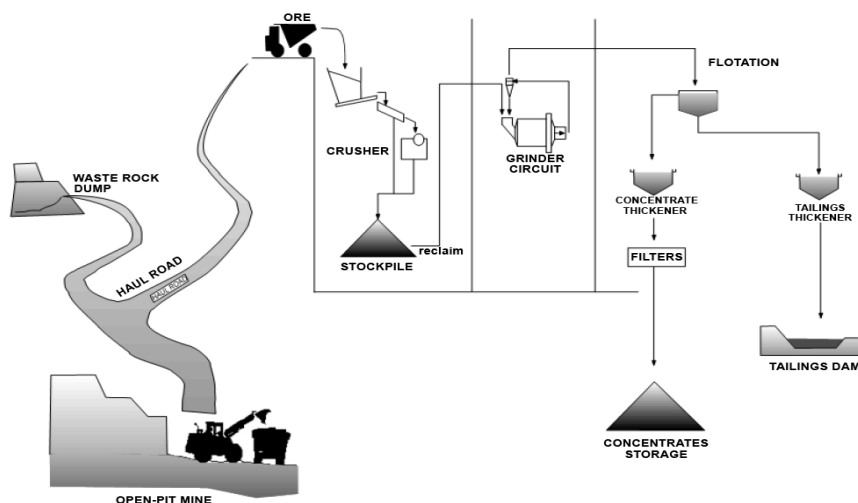 ORE
FLOTATION
CRUSHER
GRINDER
CIRCUIT
WASTE ROCK
DUMP
CONCENTRATE
THICKENER
TAILINGS
THICKENER
reclaim
STOCKPILE
FILTERS
HAUL ROAD
HAUL ROAD
TAILINGS DAM
CONCENTRATES
STORAGE
OPEN-PIT MINE